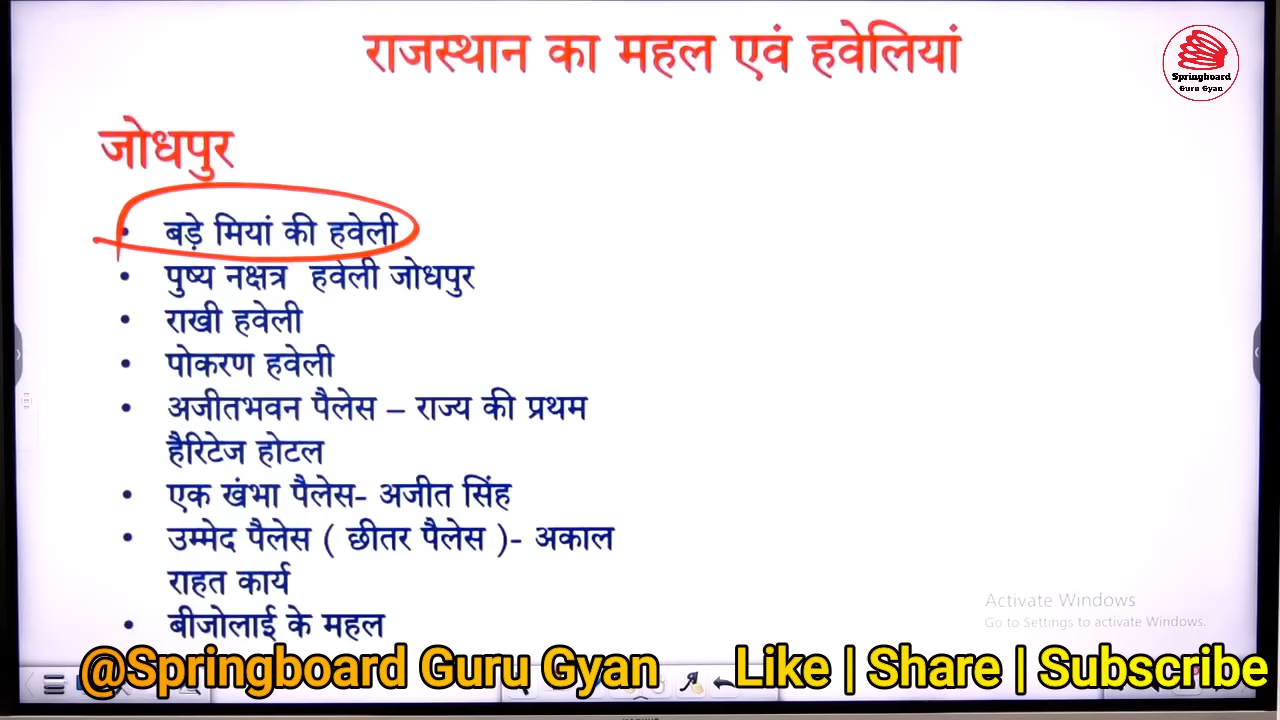 राजस्थान का महल एवं हवेलियां
Springboard
Guru Gyan
जोधपुर
• बड़े मियां की हवेली
• पुष्य नक्षत्र हवेली जोधपुर
• राखी हवेली
• पोकरण हवेली
• अजीतभवन पैलेस – राज्य की प्रथम
हैरिटेज होटल
• एक खंभा पैलेस- अजीत सिंह
• उम्मेद पैलेस ( छीतर पैलेस )- अकाल
राहत कार्य
• बीजोलाई के महल
Activate Windows
Go to Settings to activate Windows.
@Springboard Guru Gyan Like | Share | Subscribe